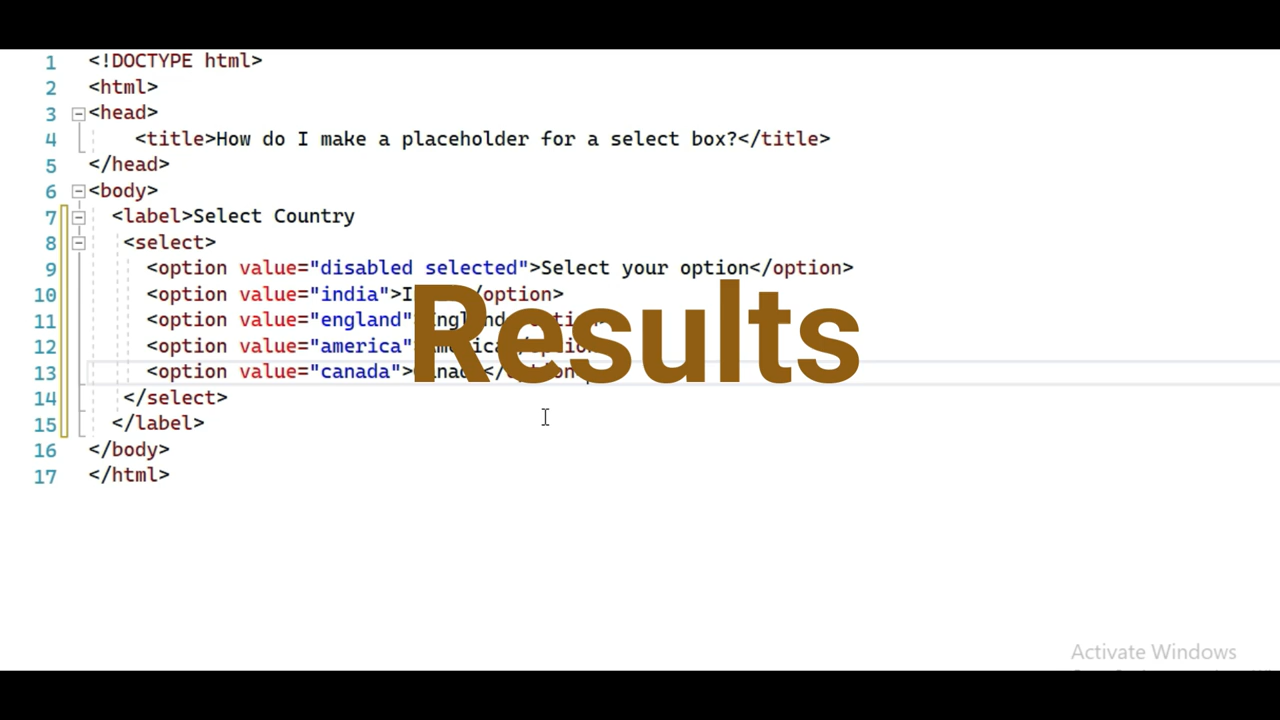 1 <!DOCTYPE html>
2 <html>
3 <head>
4 <title>How do I make a placeholder for a select box?</title>
5 </head>
6 <body>
7 <label>Select Country
8 <select>
9 <option value="disabled selected">Select your option</option>
10 <option value="india"> </option>
11 <option value="england"
12 <option value="america"
13 <option value="canada">
14 </select>
15 </label>
16 </body>
17 </html>
Results
Activate Windows